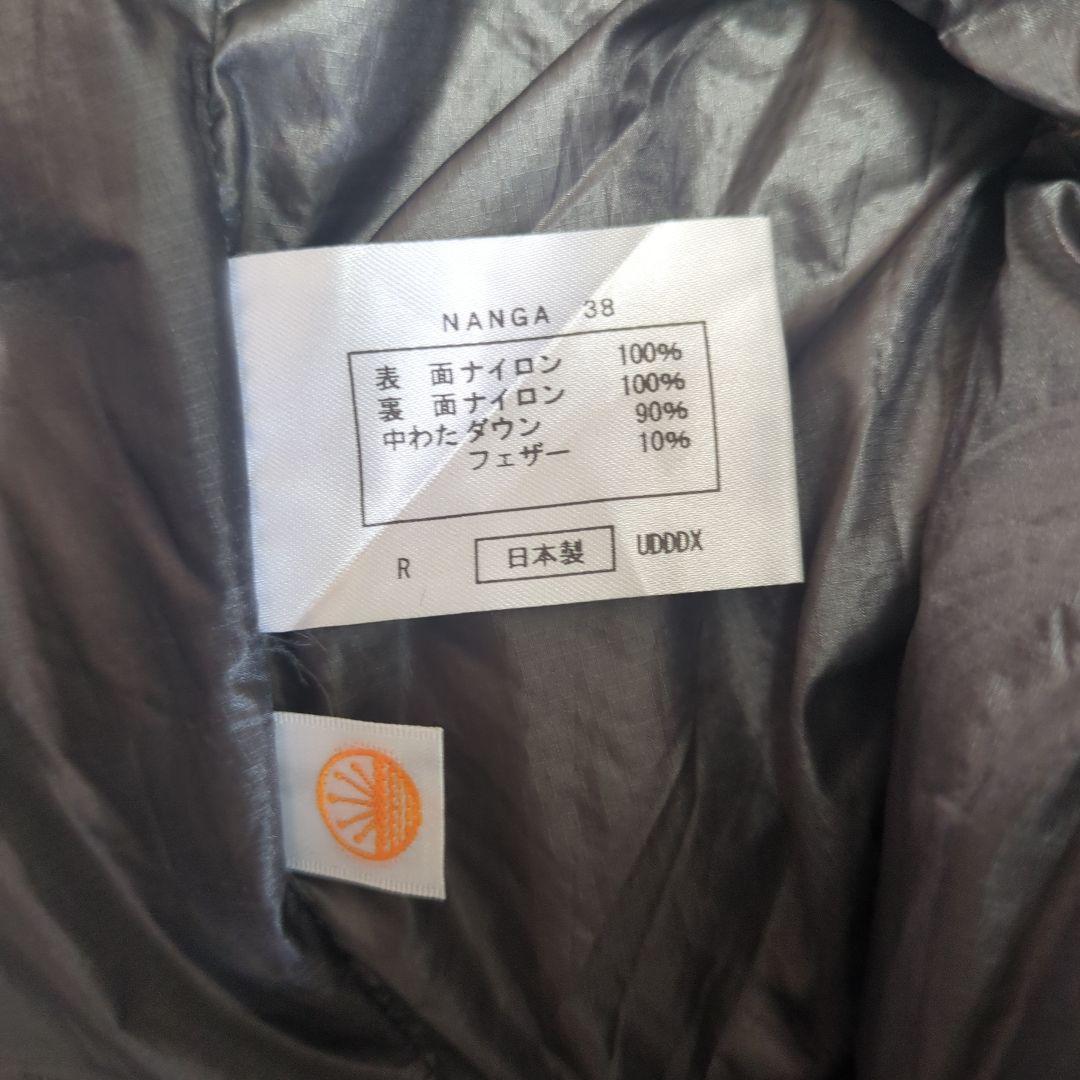 NANGA 38
表 面ナイロン 100%
裏 面ナイロン 100%
中わたダウン 90%
フェザー 10%
R 日本製 UDDDX